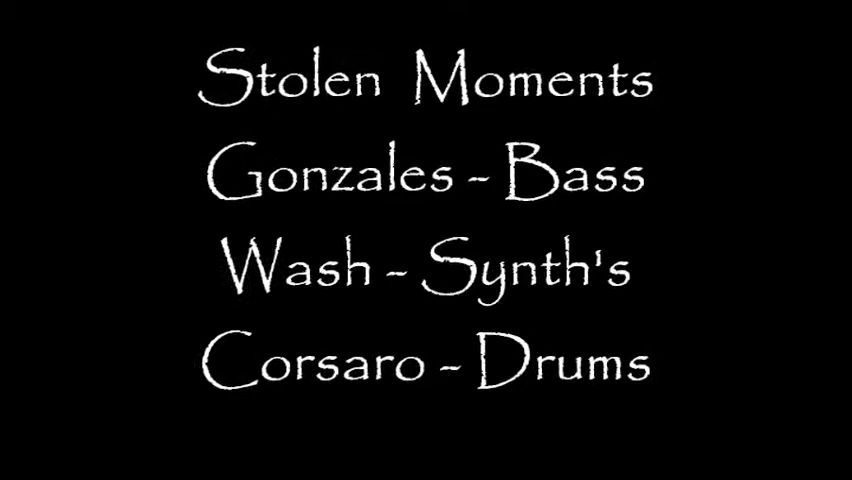 Stolen Moments
Gonzales - Bass
Wash - Synth's
Corsaro - Drums